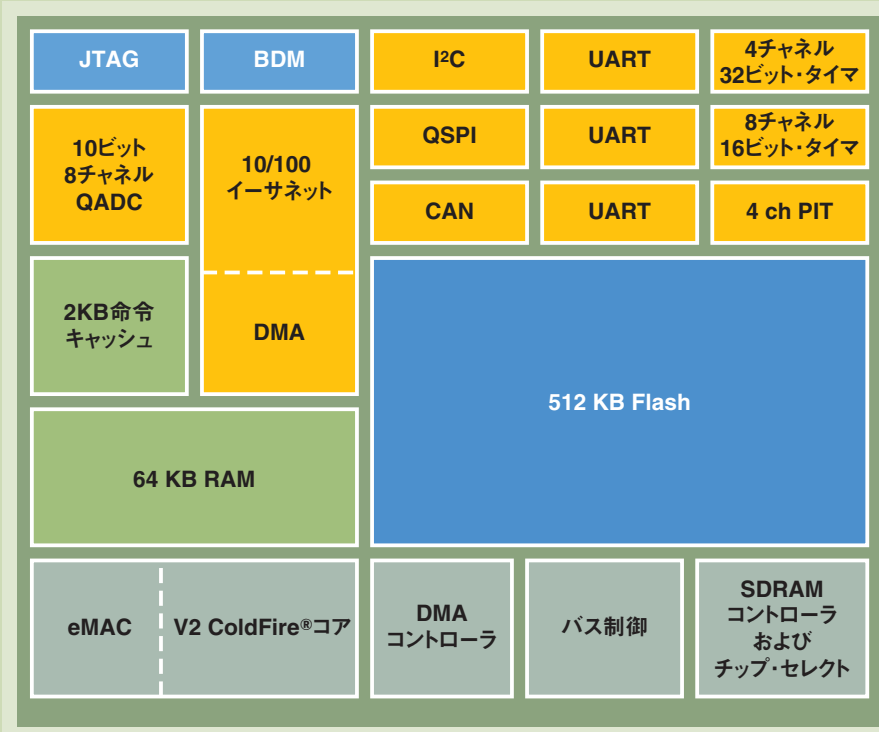 JTAG
BDM
I²C
UART
4チャネル
32ビット・タイマ
10ビット
8チャネル
QADC
10/100
イーサネット
QSPI
UART
8チャネル
16ビット・タイマ
CAN
UART
4 ch PIT
2KB命令
キャッシュ
DMA
512 KB Flash
64 KB RAM
eMAC
V2 ColdFire®コア
DMA
コントローラ
バス制御
SDRAM
コントローラ
および
チップ・セレクト